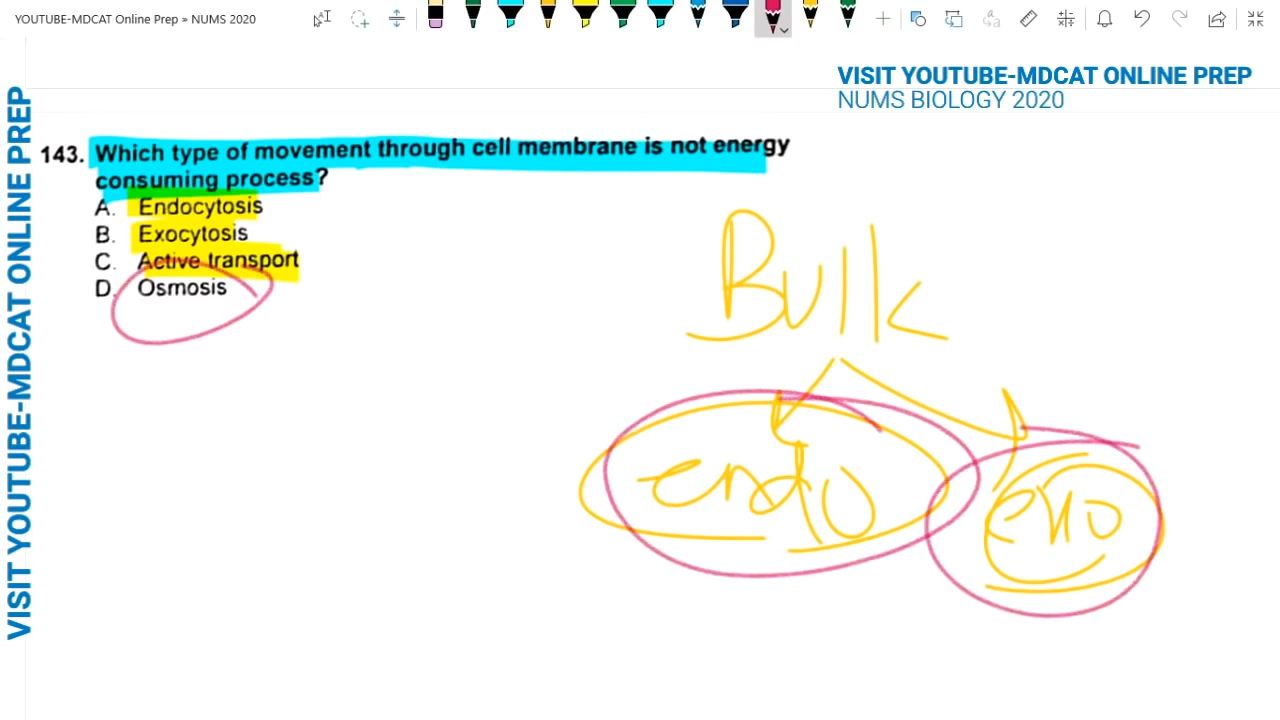 YOUTUBE-MDCAT Online Prep » NUMS 2020
VISIT YOUTUBE-MDCAT ONLINE PREP
NUMS BIOLOGY 2020
VISIT YOUTUBE-MDCAT ONLINE PREP
143. Which type of movement through cell membrane is not energy
consuming process?
A. Endocytosis
B. Exocytosis
C. Active transport
D. Osmosis
Bulk
endo
exo